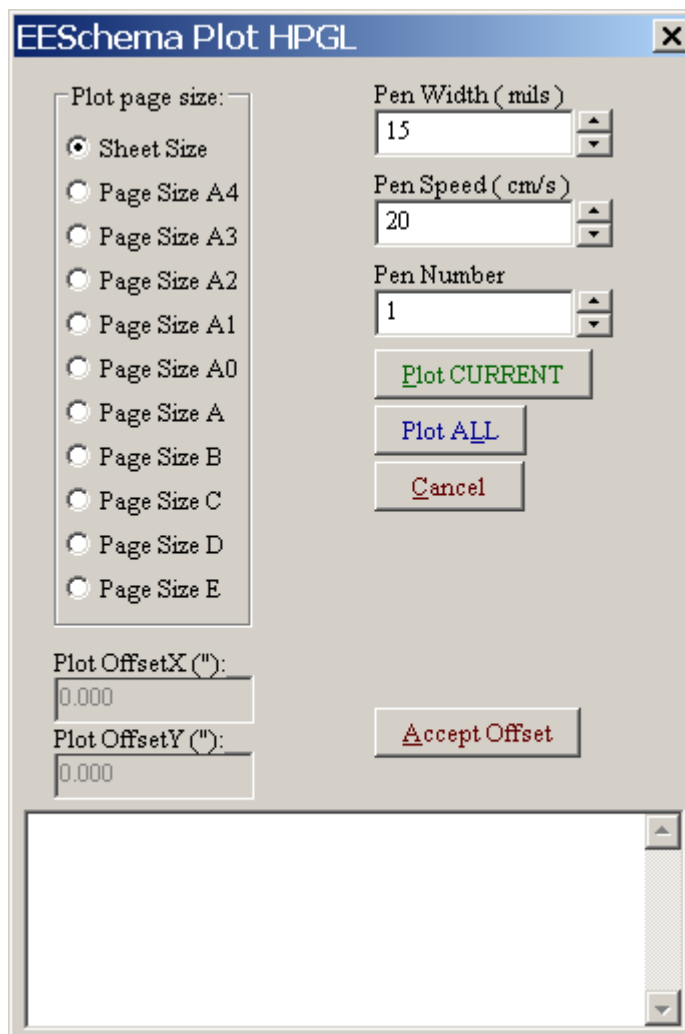 EESchema Plot HPGL
Plot page size:
Sheet Size
Page Size A4
Page Size A3
Page Size A2
Page Size A1
Page Size A0
Page Size A
Page Size B
Page Size C
Page Size D
Page Size E
Pen Width ( mils )
15
Pen Speed ( cm/s )
20
Pen Number
1
Plot CURRENT
Plot ALL
Cancel
Plot OffsetX ("):__
0.000
Plot OffsetY ("):__
0.000
Accept Offset